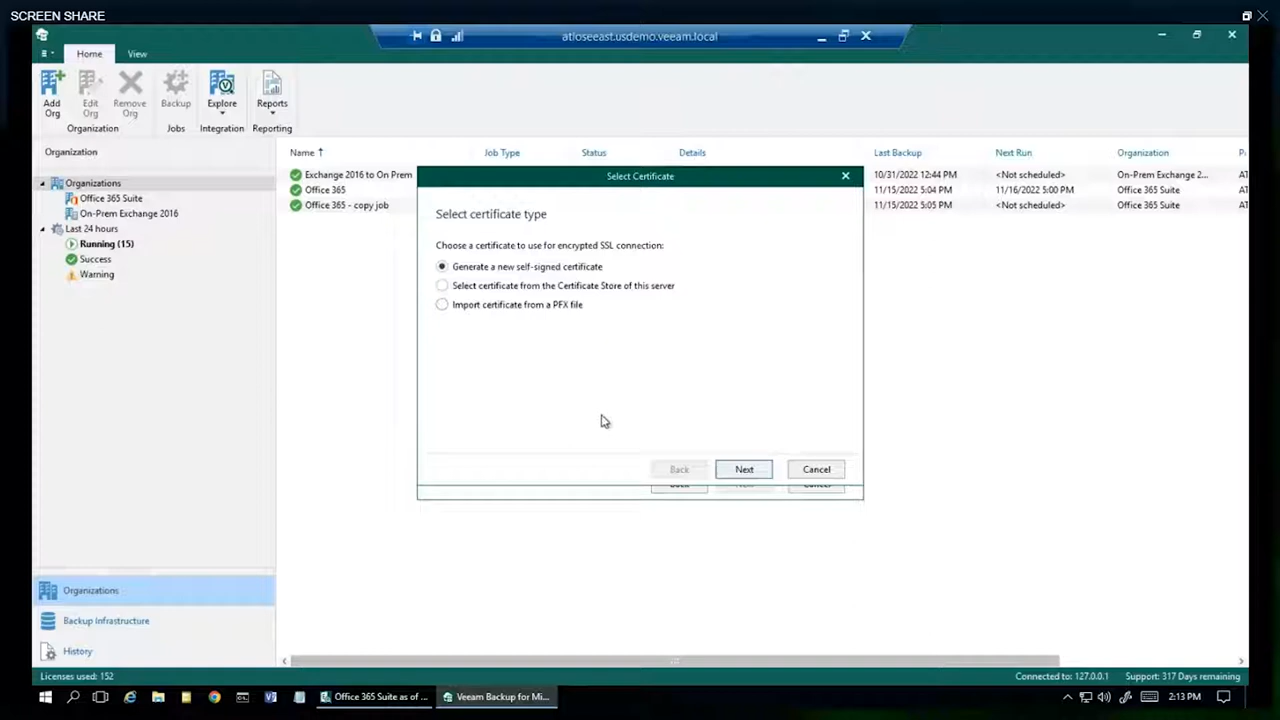 SCREEN SHARE
atloseeast.usdemo.veeam.local
Home View
Add Org
Edit Org
Remove Org
Backup
Explore
Reports
Organization Jobs Integration Reporting
Organization
Name Job Type Status Details Last Backup Next Run Organization
Organizations
Office 365 Suite
On-Prem Exchange 2016
Last 24 hours
Running (15)
Success
Warning
Exchange 2016 to On Prem 10/31/2022 12:44 PM <Not scheduled> On-Prem Exchange 2...
Office 365 11/15/2022 5:04 PM 11/16/2022 5:00 PM Office 365 Suite
Office 365 - copy job 11/15/2022 5:05 PM <Not scheduled> Office 365 Suite
Select Certificate
Select certificate type
Choose a certificate to use for encrypted SSL connection:
Generate a new self-signed certificate
Select certificate from the Certificate Store of this server
Import certificate from a PFX file
Back Next Cancel
Organizations
Backup Infrastructure
History
Licenses used: 152 Connected to: 127.0.0.1 Support: 317 Days remaining
Office 365 Suite as of ... Veeam Backup for Mi... 2:13 PM